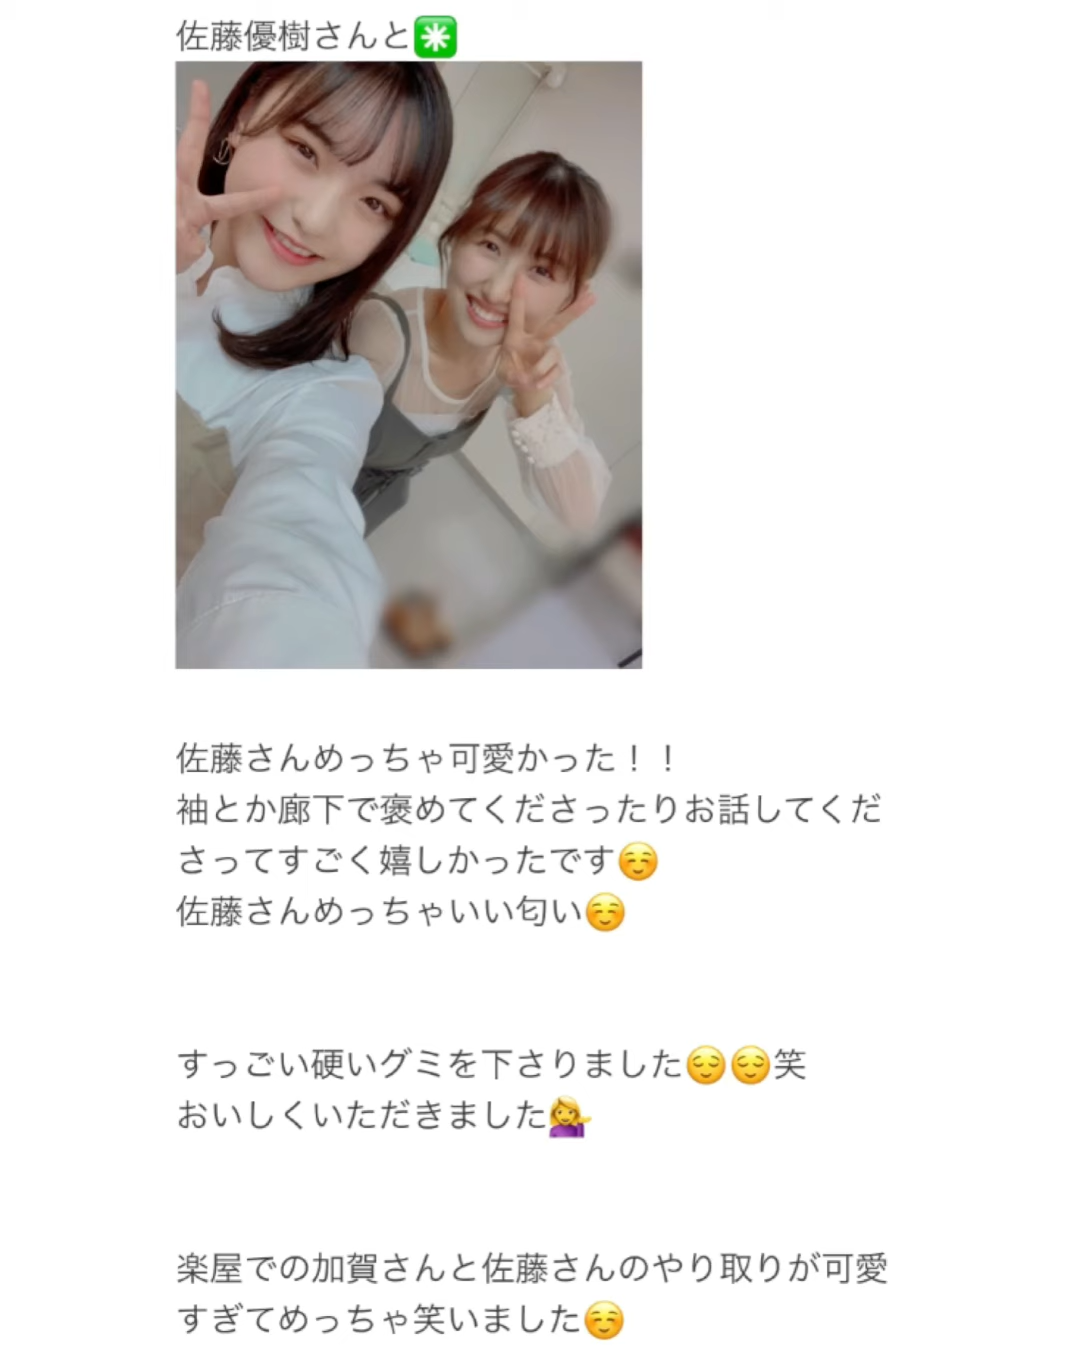 佐藤優樹さんと✳️
佐藤さんめっちゃ可愛かった！！
袖とか廊下で褒めてくださったりお話してくだ
さってすごく嬉しかったです☺️
佐藤さんめっちゃいい匂い☺️
すっごい硬いグミを下さりました😌😌笑
おいしくいただきました💁‍♀️
楽屋での加賀さんと佐藤さんのやり取りが可愛
すぎてめっちゃ笑いました☺️